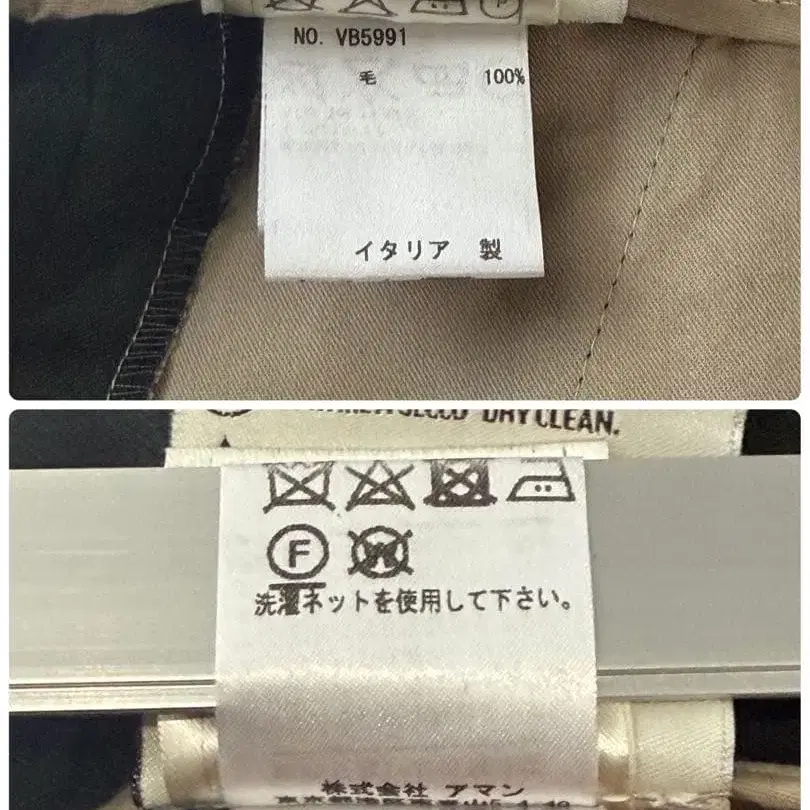 NO. VB5991
毛 100%
イタリア 製
SECCO DRY CLEAN.
F
W
洗濯ネットを使用して下さい。
株式会社 アマン